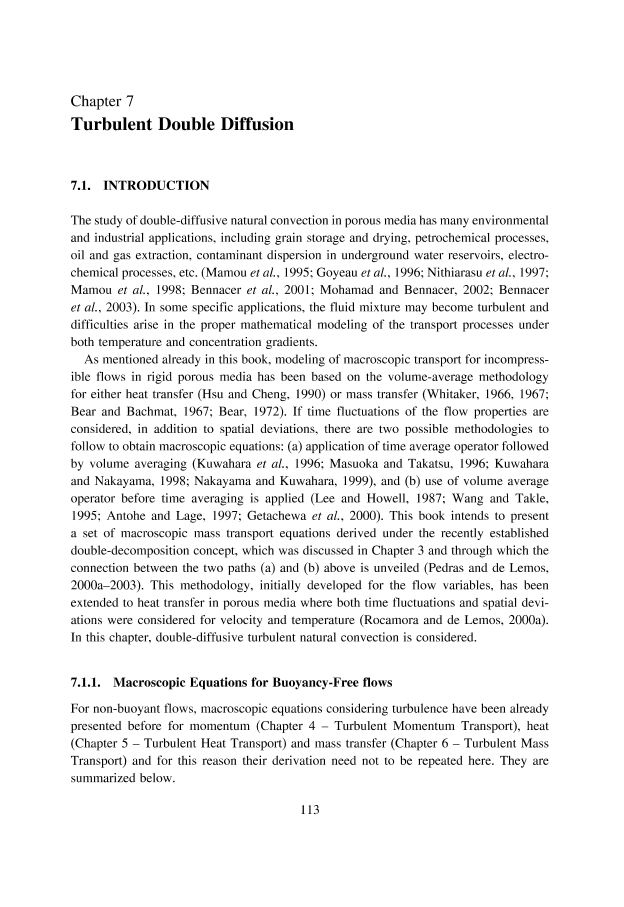 Chapter 7
Turbulent Double Diffusion
7.1. INTRODUCTION
The study of double-diffusive natural convection in porous media has many environmental
and industrial applications, including grain storage and drying, petrochemical processes,
oil and gas extraction, contaminant dispersion in underground water reservoirs, electro-
chemical processes, etc. (Mamou et al., 1995; Goyeau et al., 1996; Nithiarasu et al., 1997;
Mamou et al., 1998; Bennacer et al., 2001; Mohamad and Bennacer, 2002; Bennacer
et al., 2003). In some specific applications, the fluid mixture may become turbulent and
difficulties arise in the proper mathematical modeling of the transport processes under
both temperature and concentration gradients.
As mentioned already in this book, modeling of macroscopic transport for incompress-
ible flows in rigid porous media has been based on the volume-average methodology
for either heat transfer (Hsu and Cheng, 1990) or mass transfer (Whitaker, 1966, 1967;
Bear and Bachmat, 1967; Bear, 1972). If time fluctuations of the flow properties are
considered, in addition to spatial deviations, there are two possible methodologies to
follow to obtain macroscopic equations: (a) application of time average operator followed
by volume averaging (Kuwahara et al., 1996; Masuoka and Takatsu, 1996; Kuwahara
and Nakayama, 1998; Nakayama and Kuwahara, 1999), and (b) use of volume average
operator before time averaging is applied (Lee and Howell, 1987; Wang and Takle,
1995; Antohe and Lage, 1997; Getachewa et al., 2000). This book intends to present
a set of macroscopic mass transport equations derived under the recently established
double-decomposition concept, which was discussed in Chapter 3 and through which the
connection between the two paths (a) and (b) above is unveiled (Pedras and de Lemos,
2000a–2003). This methodology, initially developed for the flow variables, has been
extended to heat transfer in porous media where both time fluctuations and spatial devi-
ations were considered for velocity and temperature (Rocamora and de Lemos, 2000a).
In this chapter, double-diffusive turbulent natural convection is considered.
7.1.1. Macroscopic Equations for Buoyancy-Free flows
For non-buoyant flows, macroscopic equations considering turbulence have been already
presented before for momentum (Chapter 4 – Turbulent Momentum Transport), heat
(Chapter 5 – Turbulent Heat Transport) and mass transfer (Chapter 6 – Turbulent Mass
Transport) and for this reason their derivation need not to be repeated here. They are
summarized below.
113